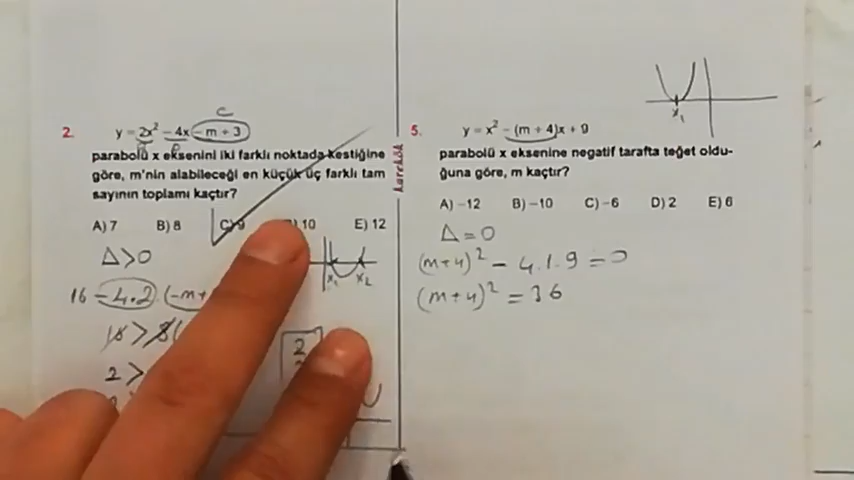 2. y = 2x² - 4x - m + 3
c
parabolü x eksenini iki farklı noktada kestiğine
göre, m'nin alabileceği en küçük üç farklı tam
sayının toplamı kaçtır?
A) 7 B) 8 C) 9 10 E) 12
Δ>0
16 - 4.2 (-m+
x₁ x₂
16 > 8(
2 >
2
karekök
5. y = x² - (m + 4)x + 9
x₁
parabolü x eksenine negatif tarafta teğet oldu-
ğuna göre, m kaçtır?
A) -12 B) -10 C) -6 D) 2 E) 6
Δ = 0
(m+4)² - 4.1.9 = 0
(m+4)² = 36